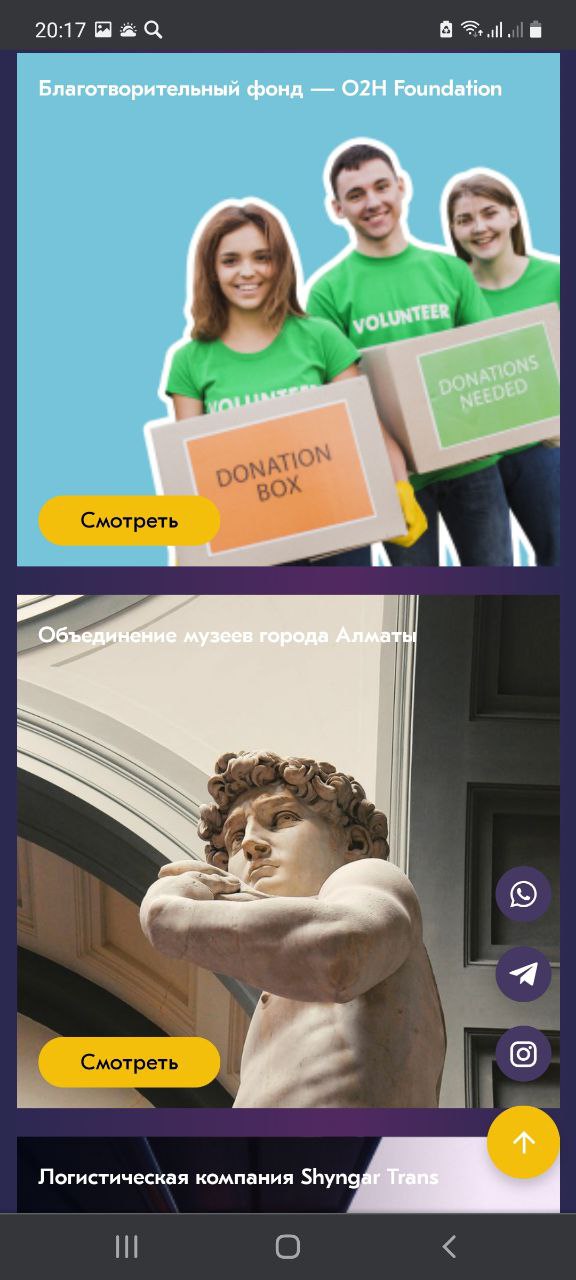 20:17
Благотворительный фонд — O2H Foundation
VOLUNTEER
VOLUNTEER
DONATIONS
NEEDED
DONATION
BOX
Смотреть
Объединение музеев города Алматы
Смотреть
Логистическая компания Shyngar Trans